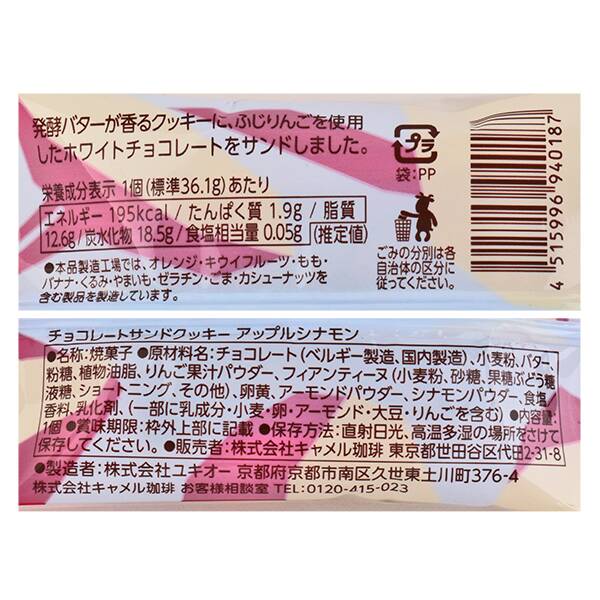 発酵バターが香るクッキーに、ふじりんごを使用
したホワイトチョコレートをサンドしました。
栄養成分表示 1個(標準36.1g)あたり
エネルギー 195kcal / たんぱく質 1.9g / 脂質
12.6g / 炭水化物 18.5g / 食塩相当量 0.05g (推定値)
●本品製造工場では、オレンジ・キウイフルーツ・もも・
バナナ・くるみ・やまいも・ゼラチン・ごま・カシューナッツを
含む製品を製造しています。
プラ
袋:PP
ごみの分別は各
自治体の区分に
従ってください。
4 515996 940187
チョコレートサンドクッキー アップルシナモン
●名称:焼菓子 ●原材料名:チョコレート(ベルギー製造、国内製造)、小麦粉、バター、
粉糖、植物油脂、りんご果汁パウダー、フィアンティーヌ(小麦粉、砂糖、果糖ぶどう糖
液糖、ショートニング、その他)、卵黄、アーモンドパウダー、シナモンパウダー、食塩/
香料、乳化剤、(一部に乳成分・小麦・卵・アーモンド・大豆・りんごを含む) ●内容量:
1個 ●賞味期限:枠外上部に記載 ●保存方法:直射日光、高温多湿の場所をさけて
保存してください。 ●販売者:株式会社キャメル珈琲 東京都世田谷区代田2-31-8
●製造者:株式会社ユキオー 京都府京都市南区久世東土川町376-4
株式会社キャメル珈琲 お客様相談室 TEL:0120-415-023